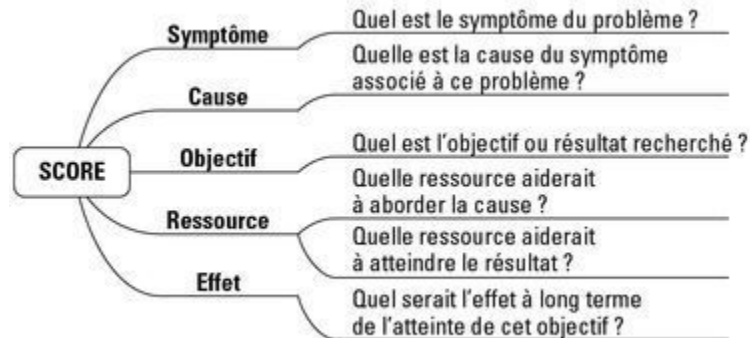 SCORE
Symptôme
Quel est le symptôme du problème ?
Cause
Quelle est la cause du symptôme
associé à ce problème ?
Objectif
Quel est l’objectif ou résultat recherché ?
Ressource
Quelle ressource aiderait
à aborder la cause ?
Quelle ressource aiderait
à atteindre le résultat ?
Effet
Quel serait l’effet à long terme
de l’atteinte de cet objectif ?